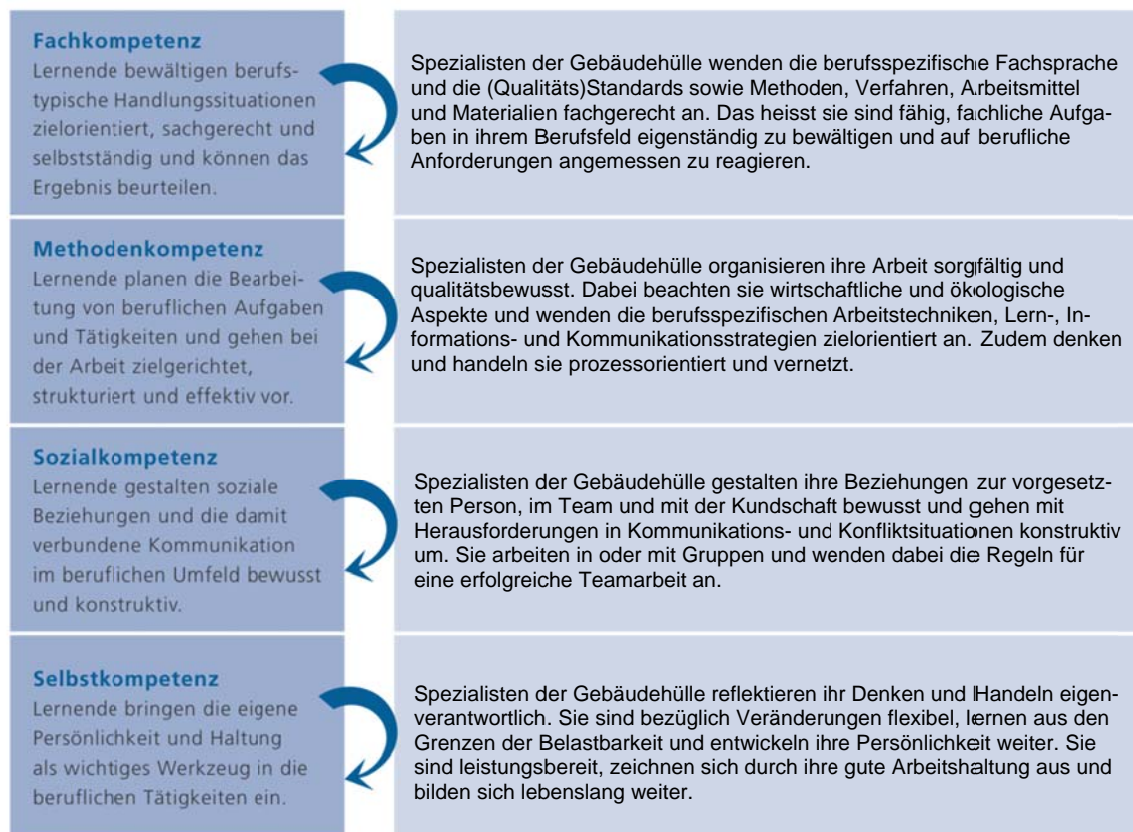 Fachkompetenz
Lernende bewältigen berufs-
typische Handlungssituationen
zielorientiert, sachgerecht und
selbstständig und können das
Ergebnis beurteilen.
Spezialisten der Gebäudehülle wenden die berufsspezifische Fachsprache
und die (Qualitäts)Standards sowie Methoden, Verfahren, Arbeitsmittel
und Materialien fachgerecht an. Das heisst sie sind fähig, fachliche Aufga-
ben in ihrem Berufsfeld eigenständig zu bewältigen und auf berufliche
Anforderungen angemessen zu reagieren.
Methodenkompetenz
Lernende planen die Bearbei-
tung von beruflichen Aufgaben
und Tätigkeiten und gehen bei
der Arbeit zielgerichtet,
strukturiert und effektiv vor.
Spezialisten der Gebäudehülle organisieren ihre Arbeit sorgfältig und
qualitätsbewusst. Dabei beachten sie wirtschaftliche und ökologische
Aspekte und wenden die berufsspezifischen Arbeitstechniken, Lern-, In-
formations- und Kommunikationsstrategien zielorientiert an. Zudem denken
und handeln sie prozessorientiert und vernetzt.
Sozialkompetenz
Lernende gestalten soziale
Beziehungen und die damit
verbundene Kommunikation
im beruflichen Umfeld bewusst
und konstruktiv.
Spezialisten der Gebäudehülle gestalten ihre Beziehungen zur vorgesetz-
ten Person, im Team und mit der Kundschaft bewusst und gehen mit
Herausforderungen in Kommunikations- und Konfliktsituationen konstruktiv
um. Sie arbeiten in oder mit Gruppen und wenden dabei die Regeln für
eine erfolgreiche Teamarbeit an.
Selbstkompetenz
Lernende bringen die eigene
Persönlichkeit und Haltung
als wichtiges Werkzeug in die
beruflichen Tätigkeiten ein.
Spezialisten der Gebäudehülle reflektieren ihr Denken und Handeln eigen-
verantwortlich. Sie sind bezüglich Veränderungen flexibel, lernen aus den
Grenzen der Belastbarkeit und entwickeln ihre Persönlichkeit weiter. Sie
sind leistungsbereit, zeichnen sich durch ihre gute Arbeitshaltung aus und
bilden sich lebenslang weiter.